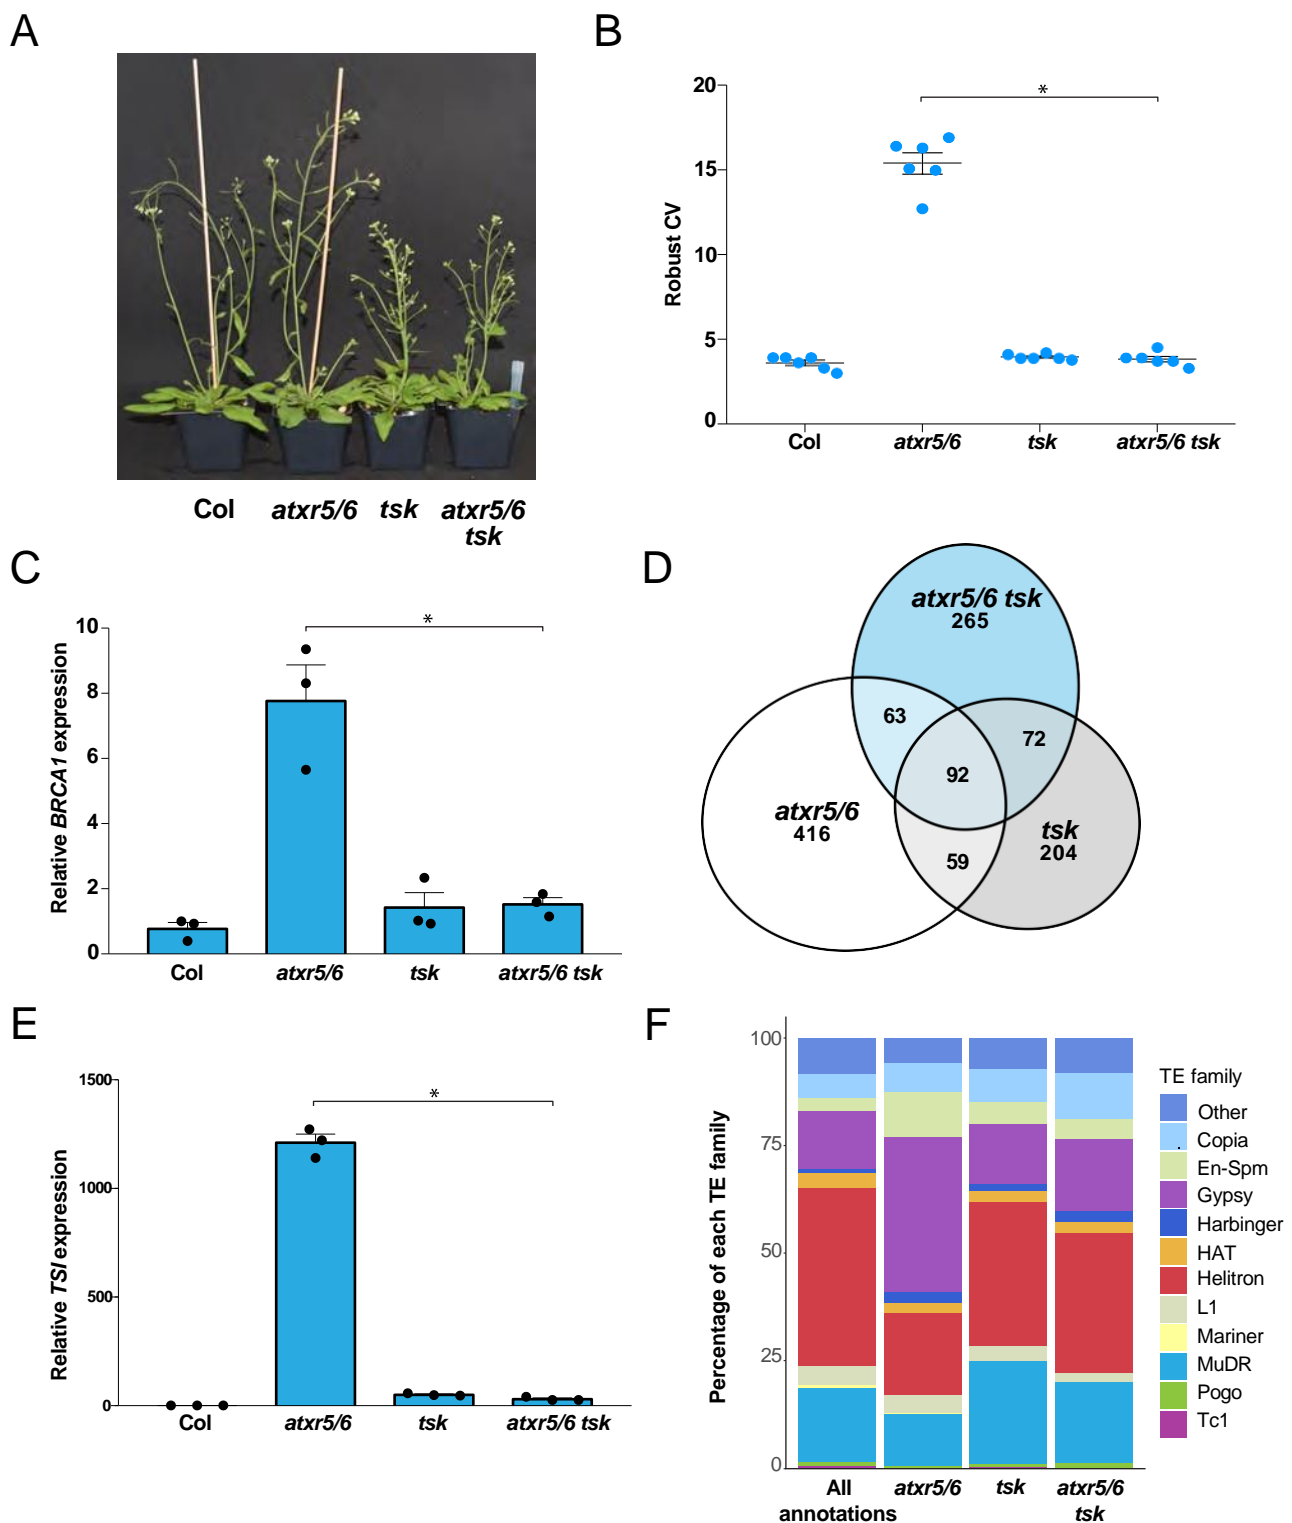 A
Col
atxr5/6
tsk
atxr5/6
tsk
B
Robust CV
20
15
10
5
0
*
Col
atxr5/6
tsk
atxr5/6 tsk
C
Relative BRCA1 expression
10
8
6
4
2
0
*
Col
atxr5/6
tsk
atxr5/6 tsk
D
atxr5/6 tsk
265
63
72
92
atxr5/6
416
tsk
204
59
E
Relative TSI expression
1500
1000
500
0
*
Col
atxr5/6
tsk
atxr5/6 tsk
F
Percentage of each TE family
100
75
50
25
0
All
annotations
atxr5/6
tsk
atxr5/6
tsk
TE family
Other
Copia
En-Spm
Gypsy
Harbinger
HAT
Helitron
L1
Mariner
MuDR
Pogo
Tc1